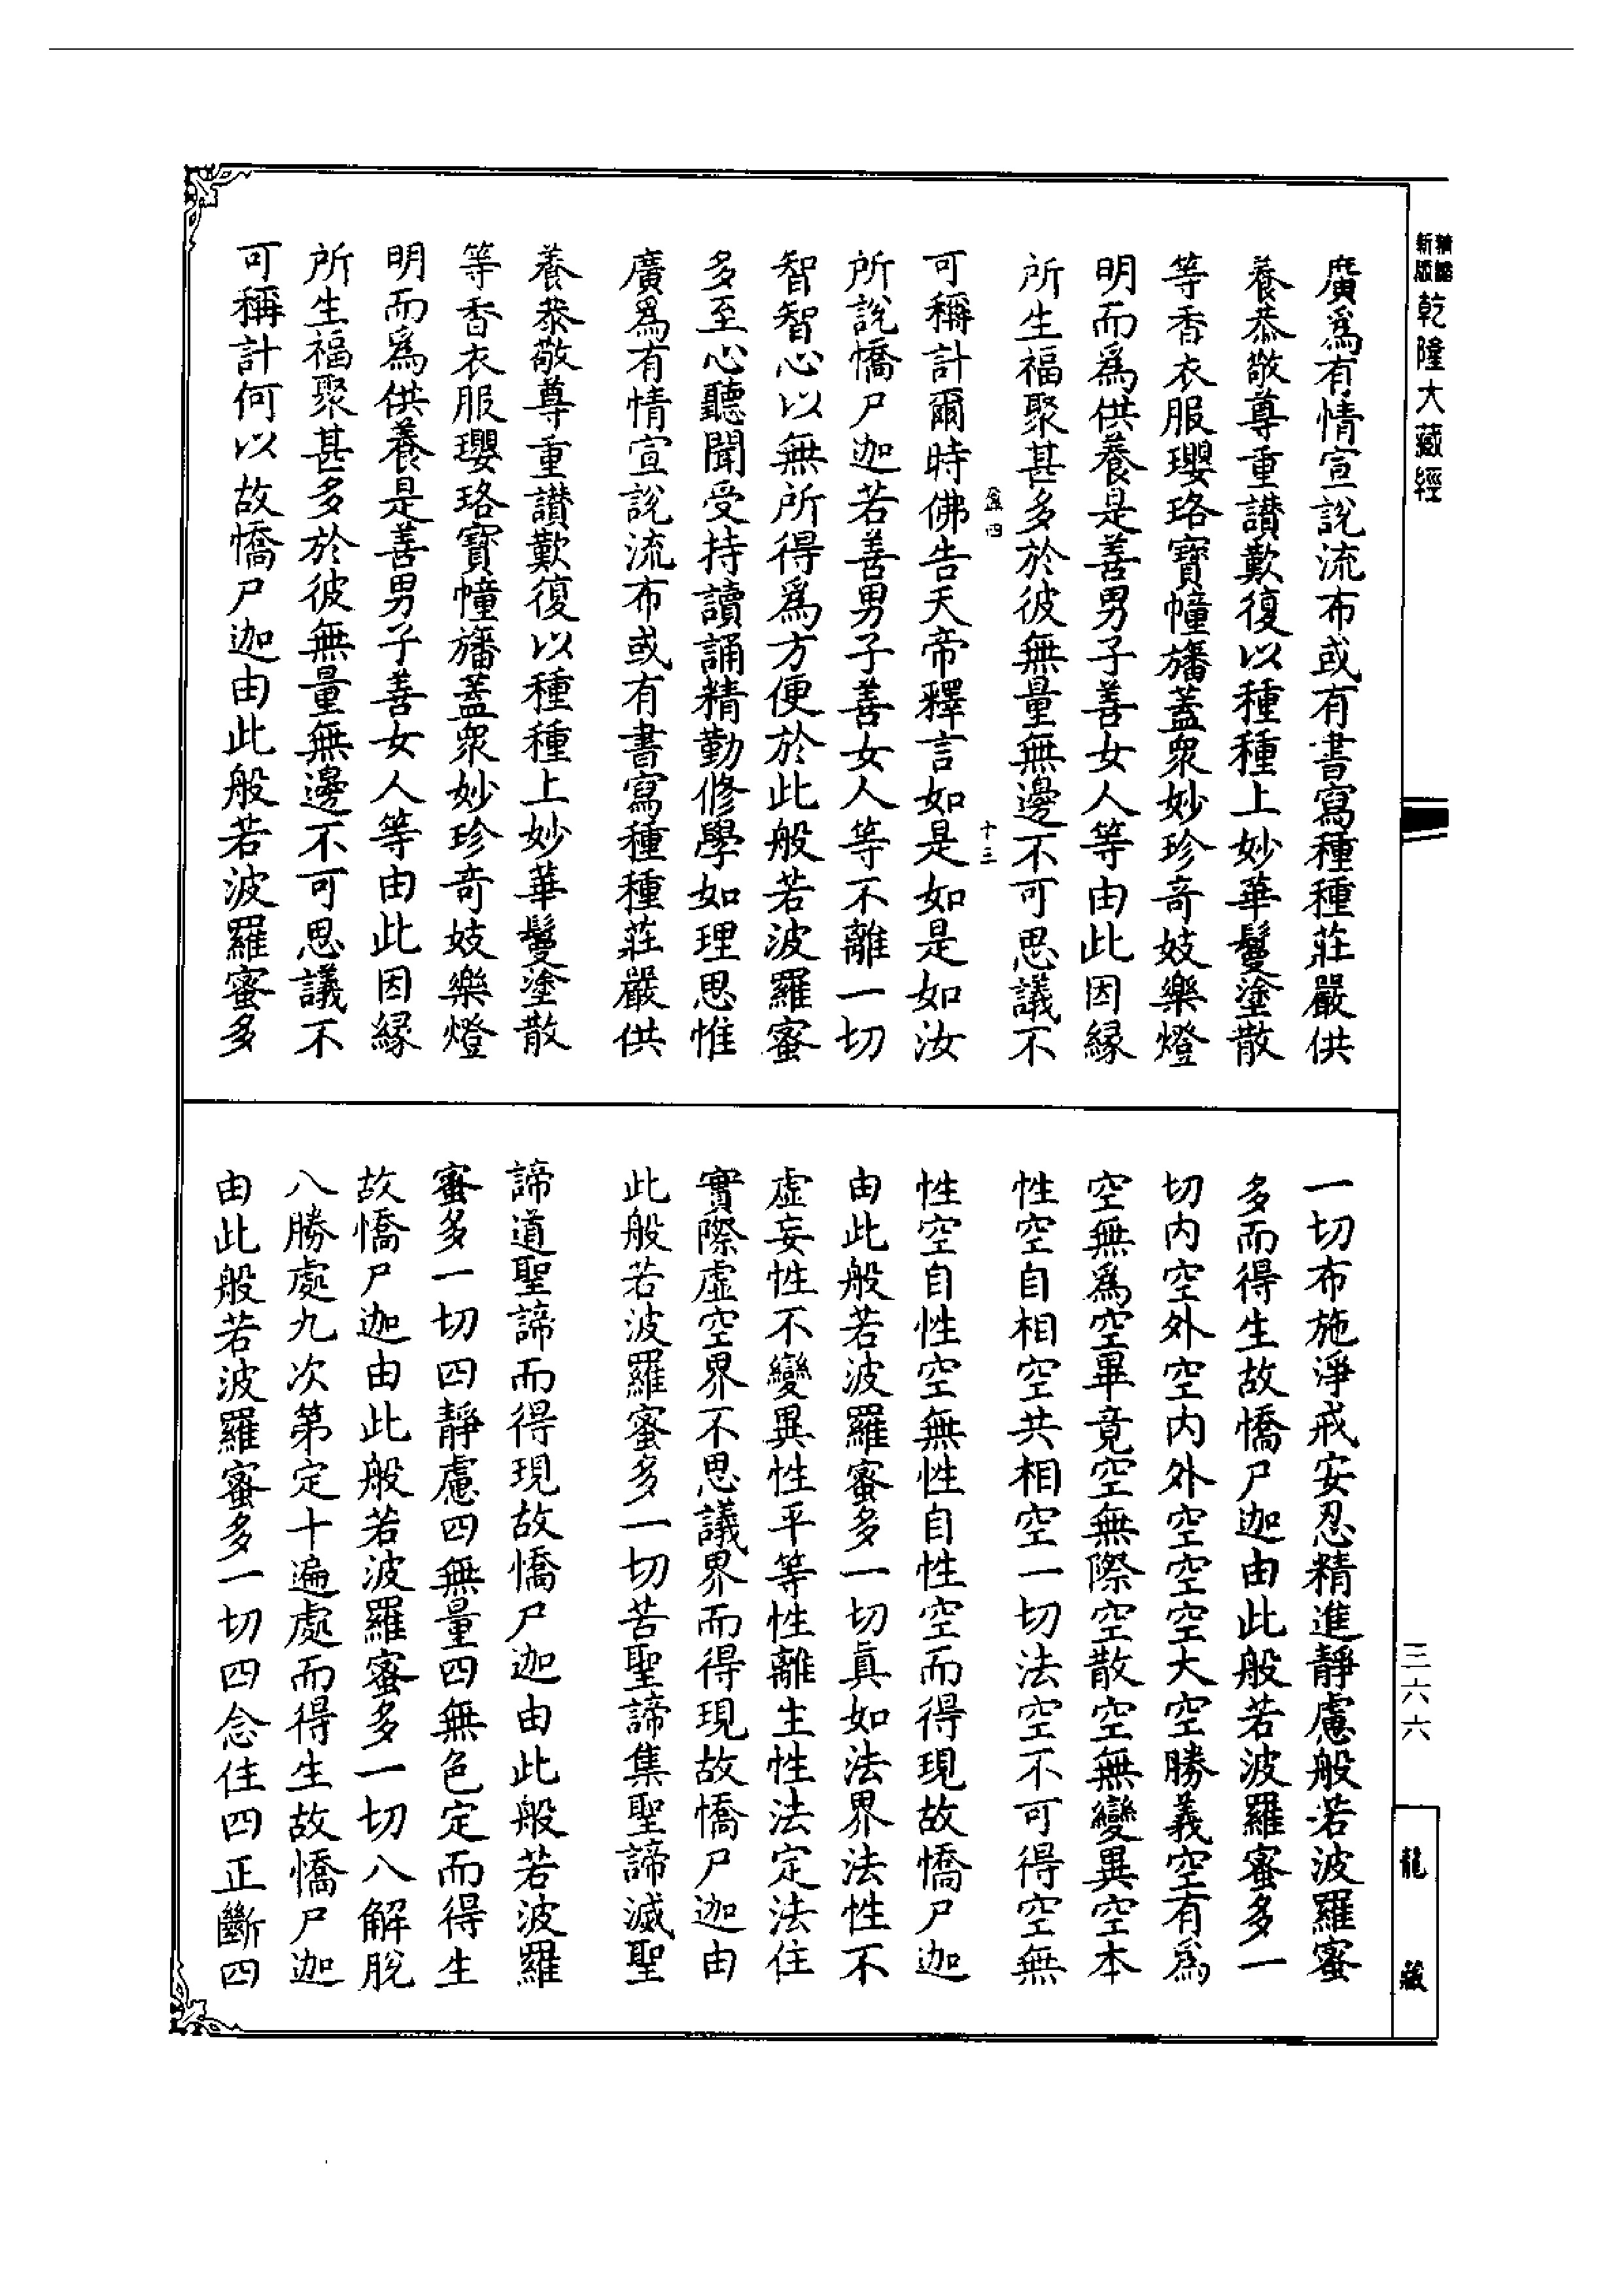 新版
乾隆大藏經
廣爲有情宣說流布或有書寫種種莊嚴供
養恭敬尊重讃歎復以種種上妙華鬘塗散
等香衣服瓔珞寶幢旛蓋衆妙珍奇妓樂燈
明而爲供養是善男子善女人等由此因緣
所生福聚甚多於彼無量無邊不可思議不
四 十三
可稱計爾時佛告天帝釋言如是如是如汝
所說憍尸迦若善男子善女人等不離一切
智智心以無所得爲方便於此般若波羅蜜
多至心聽聞受持讀誦精勤修學如理思惟
廣爲有情宣說流布或有書寫種種莊嚴供
養恭敬尊重讃歎復以種種上妙華鬘塗散
等香衣服瓔珞寶幢旛蓋衆妙珍奇妓樂燈
明而爲供養是善男子善女人等由此因緣
所生福聚甚多於彼無量無邊不可思議不
可稱計何以故憍尸迦由此般若波羅蜜多
一切布施淨戒安忍精進靜慮般若波羅蜜
多而得生故憍尸迦由此般若波羅蜜多一
切内空外空内外空空空大空勝義空有爲
空無爲空畢竟空無際空散空無變異空本
性空自相空共相空一切法空不可得空無
性空自性空無性自性空而得現故憍尸迦
由此般若波羅蜜多一切眞如法界法性不
虛妄性不變異性平等性離生性法定法住
實際虛空界不思議界而得現故憍尸迦由
此般若波羅蜜多一切苦聖諦集聖諦滅聖
諦道聖諦而得現故憍尸迦由此般若波羅
蜜多一切四靜慮四無量四無色定而得生
故憍尸迦由此般若波羅蜜多一切八解脫
八勝處九次第定十遍處而得生故憍尸迦
由此般若波羅蜜多一切四念住四正斷四
三六六
龍藏